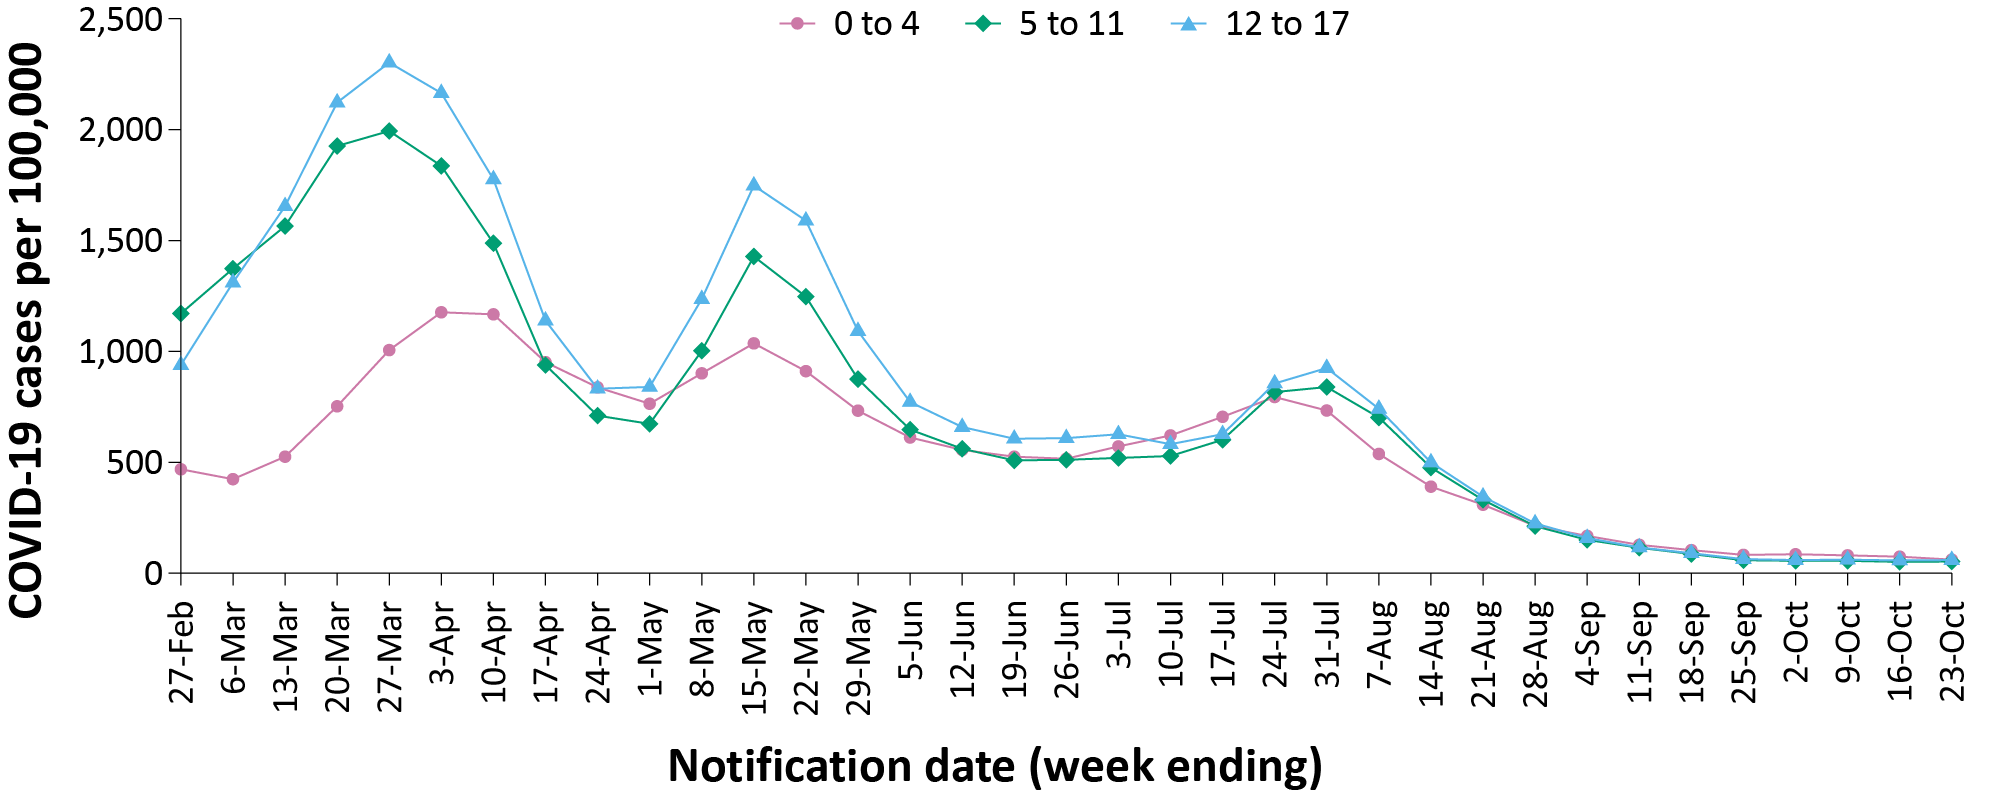 COVID-19 cases per 100,000
2,500
2,000
1,500
1,000
500
0
0 to 4
5 to 11
12 to 17
27-Feb
6-Mar
13-Mar
20-Mar
27-Mar
3-Apr
10-Apr
17-Apr
24-Apr
1-May
8-May
15-May
22-May
29-May
5-Jun
12-Jun
19-Jun
26-Jun
3-Jul
10-Jul
17-Jul
24-Jul
31-Jul
7-Aug
14-Aug
21-Aug
28-Aug
4-Sep
11-Sep
18-Sep
25-Sep
2-Oct
9-Oct
16-Oct
23-Oct
Notification date (week ending)